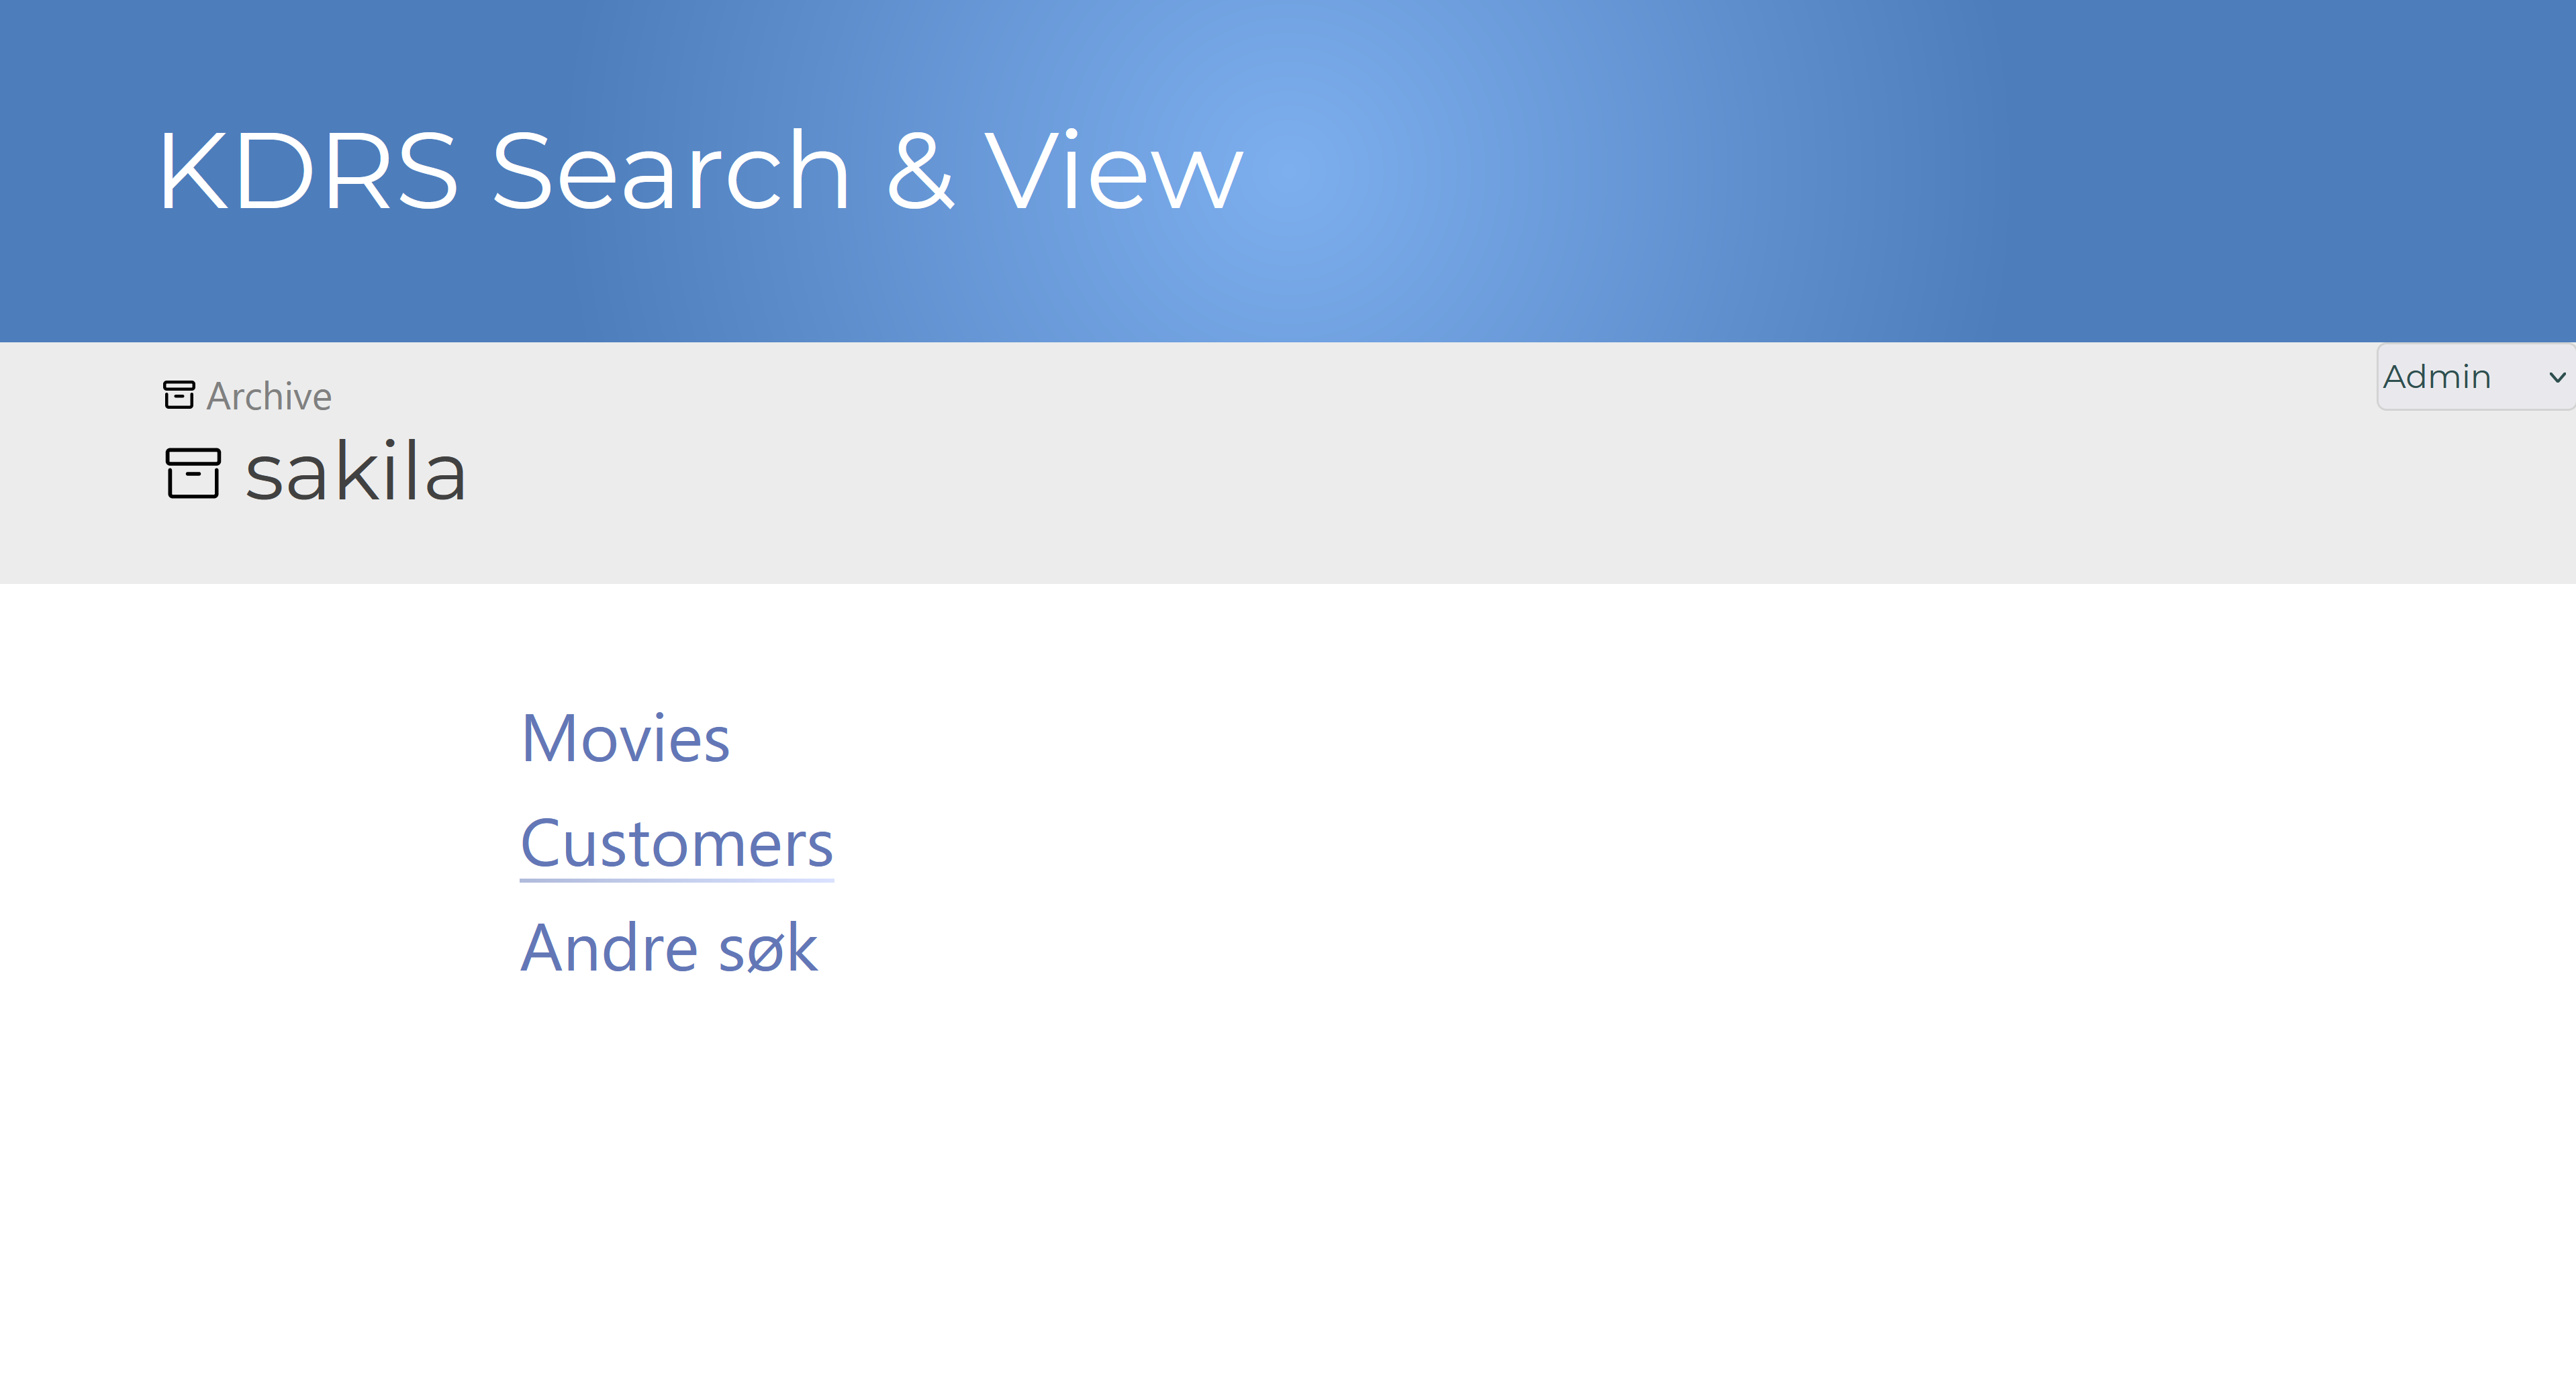 KDRS Search & View
Archive
Admin
sakila
Movies
Customers
Andre søk